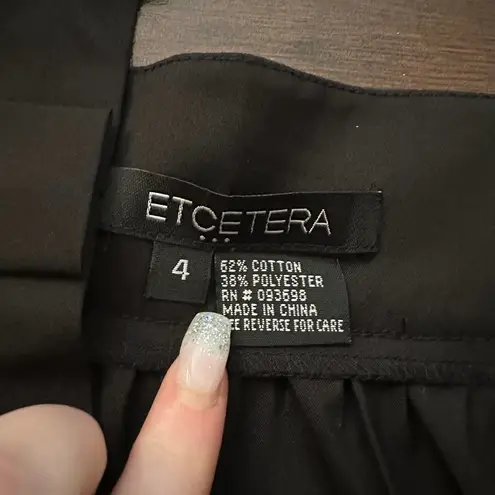 ETCETERA
4
62% COTTON
38% POLYESTER
RN # 093698
MADE IN CHINA
EE REVERSE FOR CARE